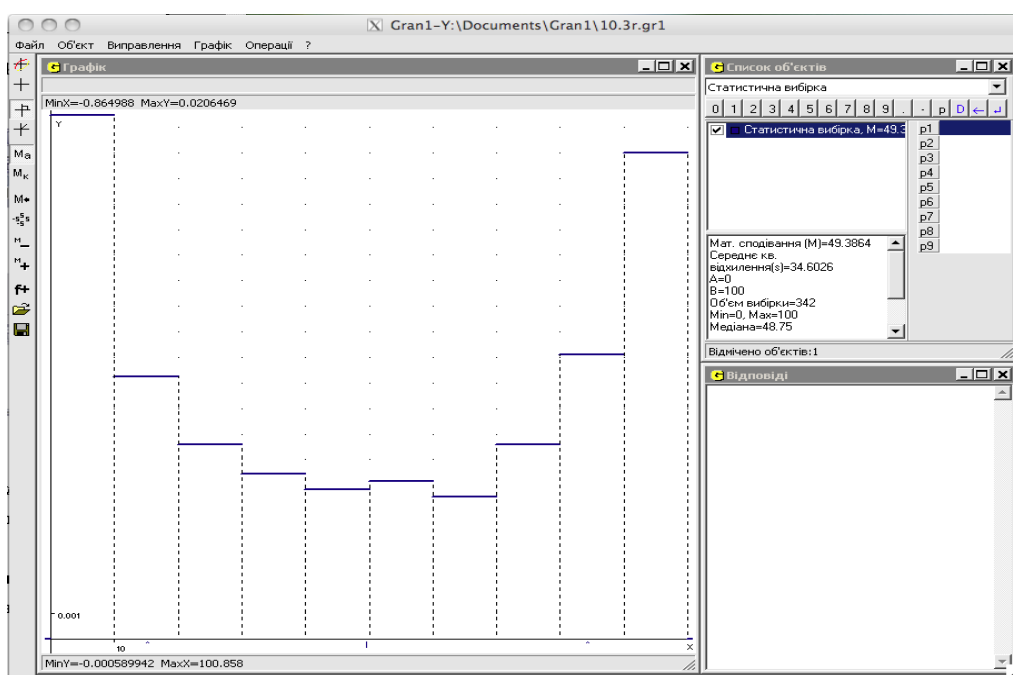 Gran1-Y:\Documents\Gran1\10.3r.gr1
Файл Об'єкт Виправлення Графік Операції ?
Графік
MinX=-0.864988 MaxY=0.0206469
Y
0.001
10
X
MinY=-0.000589942 MaxX=100.858
Ma
Мк
M
M
M
f+
Список об'єктів
Статистична вибірка
0 1 2 3 4 5 6 7 8 9 . - p D ← ↵
Статистична вибірка, M=49.3
p1
p2
p3
p4
p5
p6
p7
p8
p9
Мат. сподівання (M)=49.3864
Середнє кв.
відхилення(s)=34.6026
A=0
B=100
Об'єм вибірки=342
Min=0, Max=100
Медіана=48.75
Відмічено об'єктів:1
Відповіді